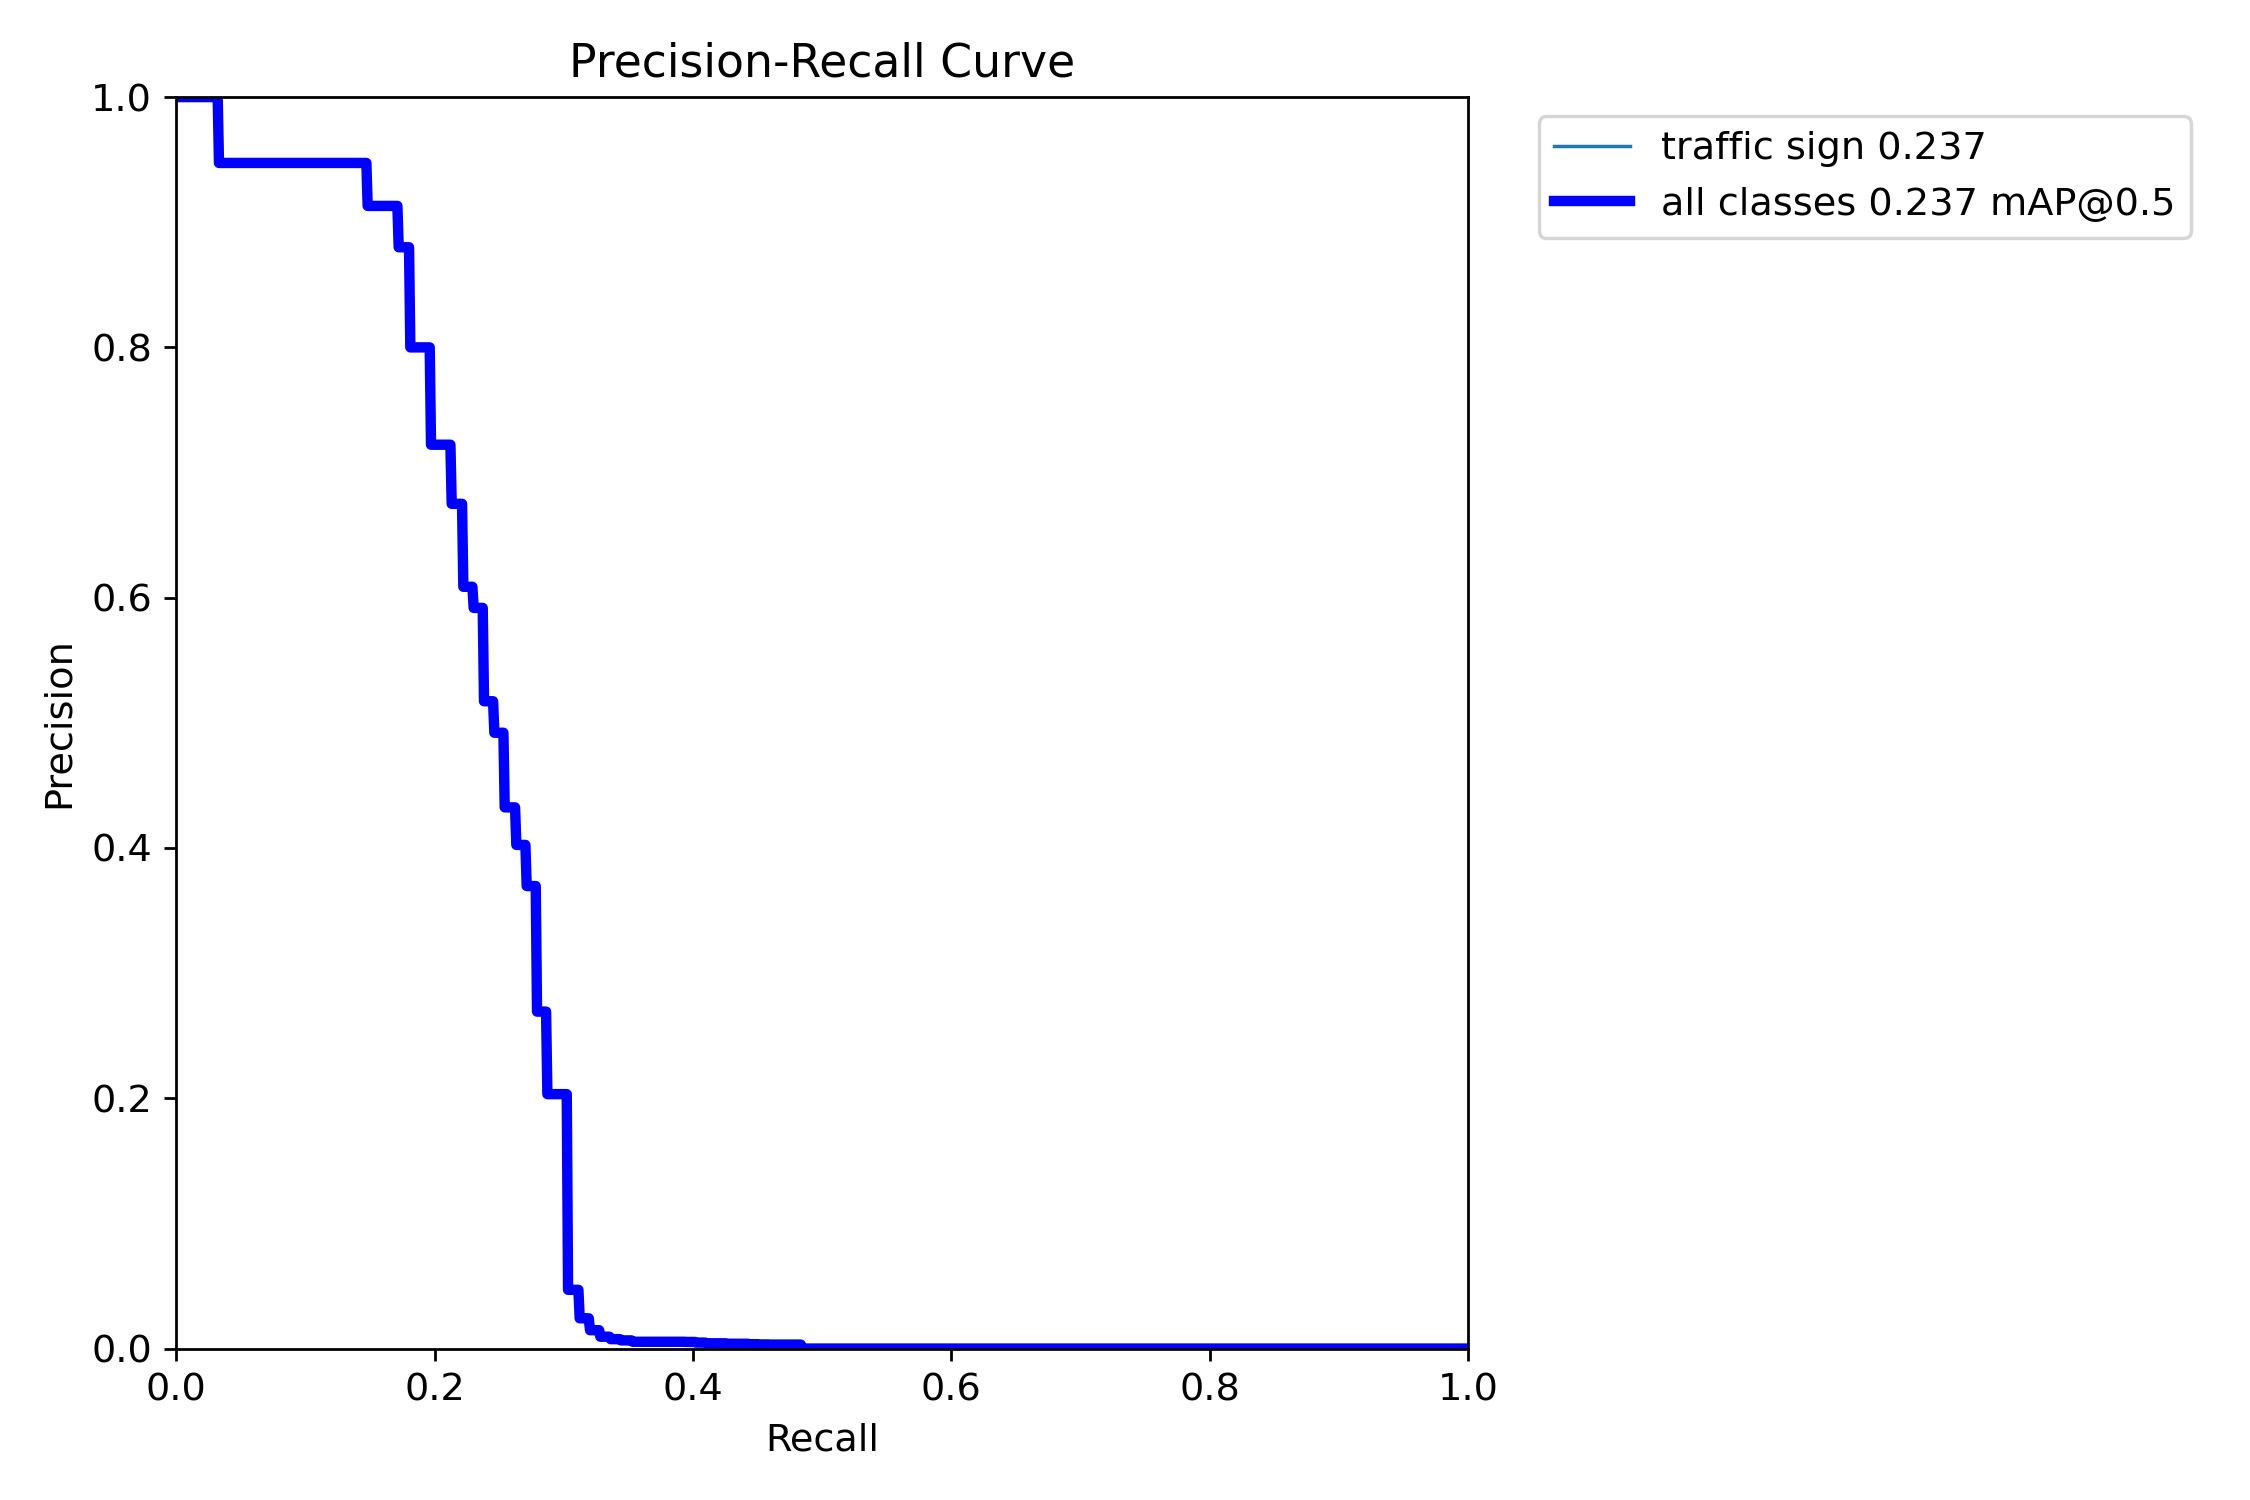 Precision-Recall Curve
1.0
0.8
0.6
0.4
0.2
0.0
Precision
0.0 0.2 0.4 0.6 0.8 1.0
Recall
traffic sign 0.237
all classes 0.237 mAP@0.5